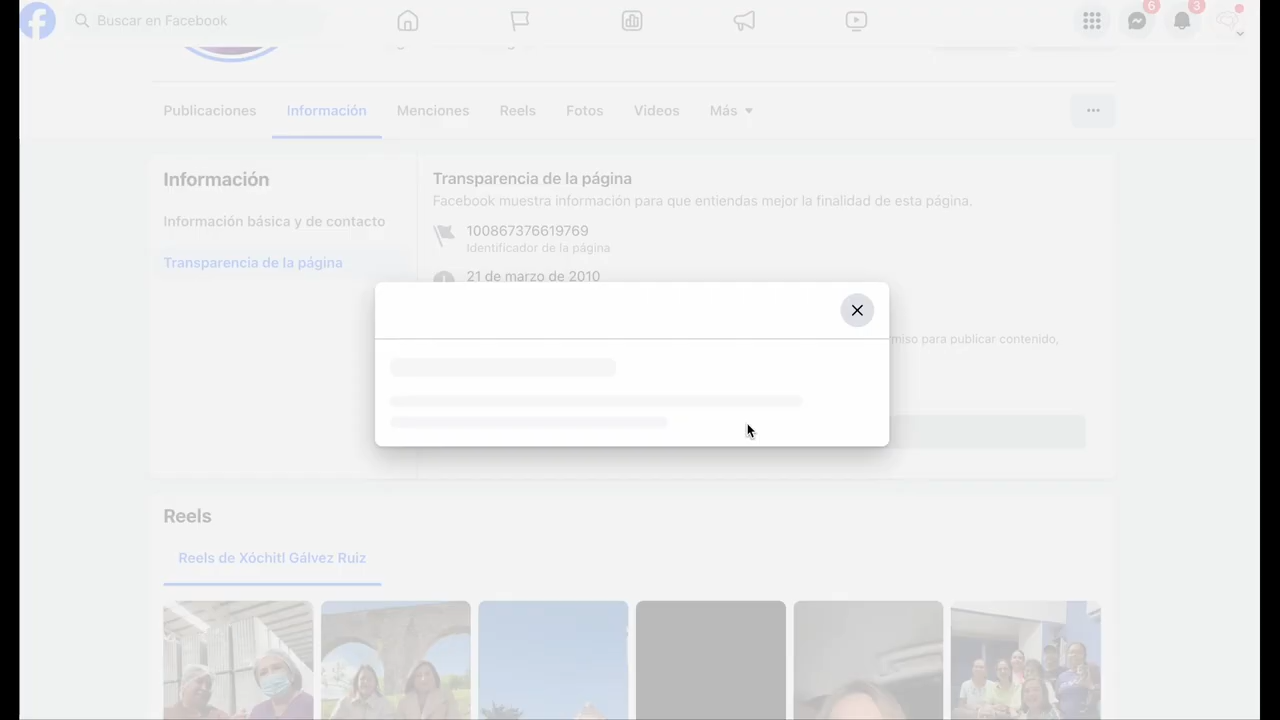 Buscar en Facebook
6
3
Publicaciones
Información
Menciones
Reels
Fotos
Videos
Más
Información
Información básica y de contacto
Transparencia de la página
Transparencia de la página
Facebook muestra información para que entiendas mejor la finalidad de esta página.
100867376619769
Identificador de la página
21 de marzo de 2010
para publicar contenido,
Reels
Reels de Xóchitl Gálvez Ruiz